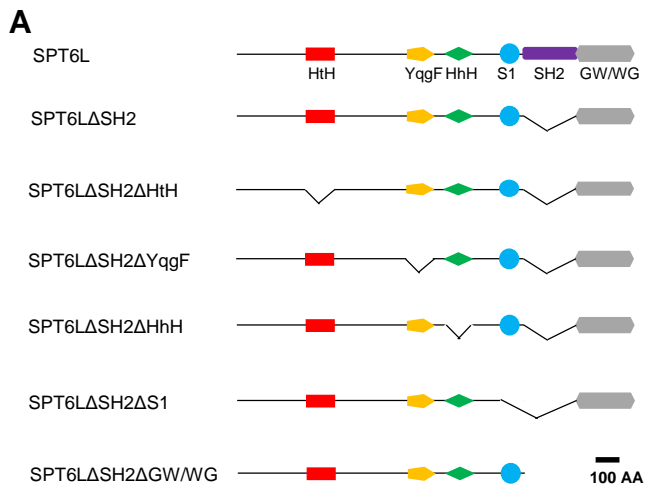 A
SPT6L
HtH YqgF HhH S1 SH2 GW/WG
SPT6LΔSH2
SPT6LΔSH2ΔHtH
SPT6LΔSH2ΔYqgF
SPT6LΔSH2ΔHhH
SPT6LΔSH2ΔS1
SPT6LΔSH2ΔGW/WG
100 AA